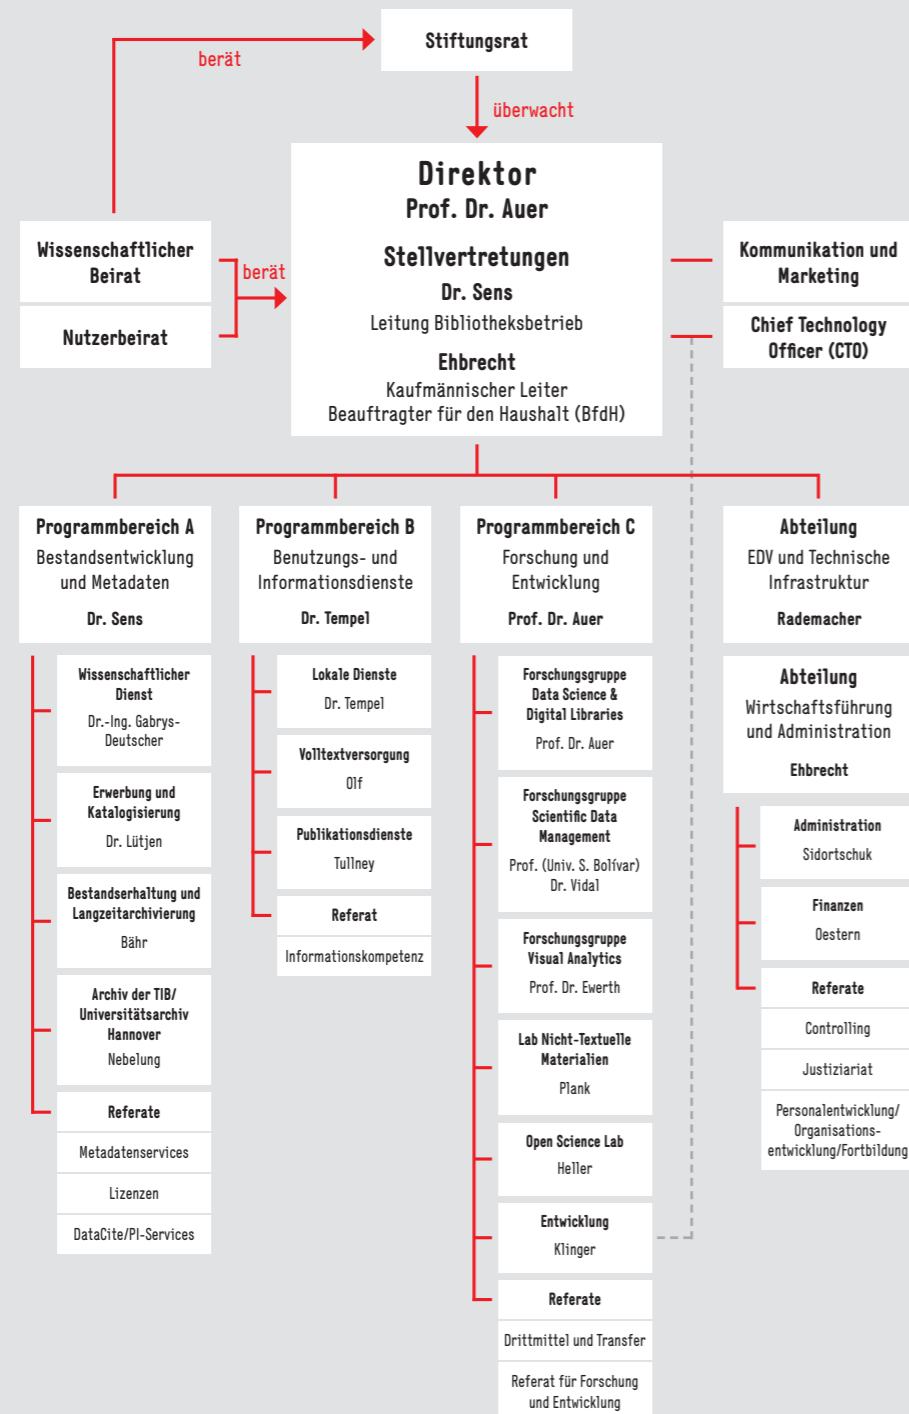 Stiftungsrat
berät
überwacht
Direktor
Prof. Dr. Auer
Stellvertretungen
Dr. Sens
Leitung Bibliotheksbetrieb
Ehbrecht
Kaufmännischer Leiter
Beauftragter für den Haushalt (BfdH)
Wissenschaftlicher
Beirat
Nutzerbeirat
berät
Kommunikation und
Marketing
Chief Technology
Officer (CTO)
Programmbereich A
Bestandsentwicklung
und Metadaten
Dr. Sens
Wissenschaftlicher
Dienst
Dr.-Ing. Gabrys-
Deutscher
Erwerbung und
Katalogisierung
Dr. Lütjen
Bestandserhaltung und
Langzeitarchivierung
Bähr
Archiv der TIB/
Universitätsarchiv
Hannover
Nebelung
Referate
Metadatenservices
Lizenzen
DataCite/PI-Services
Programmbereich B
Benutzungs- und
Informationsdienste
Dr. Tempel
Lokale Dienste
Dr. Tempel
Volltextversorgung
Olf
Publikationsdienste
Tullney
Referat
Informationskompetenz
Programmbereich C
Forschung und
Entwicklung
Prof. Dr. Auer
Forschungsgruppe
Data Science &
Digital Libraries
Prof. Dr. Auer
Forschungsgruppe
Scientific Data
Management
Prof. (Univ. S. Bolívar)
Dr. Vidal
Forschungsgruppe
Visual Analytics
Prof. Dr. Ewerth
Lab Nicht-Textuelle
Materialien
Plank
Open Science Lab
Heller
Entwicklung
Klinger
Referate
Drittmittel und Transfer
Referat für Forschung
und Entwicklung
Abteilung
EDV und Technische
Infrastruktur
Rademacher
Abteilung
Wirtschaftsführung
und Administration
Ehbrecht
Administration
Sidortschuk
Finanzen
Oestern
Referate
Controlling
Justiziariat
Personalentwicklung/
Organisations-
entwicklung/Fortbildung